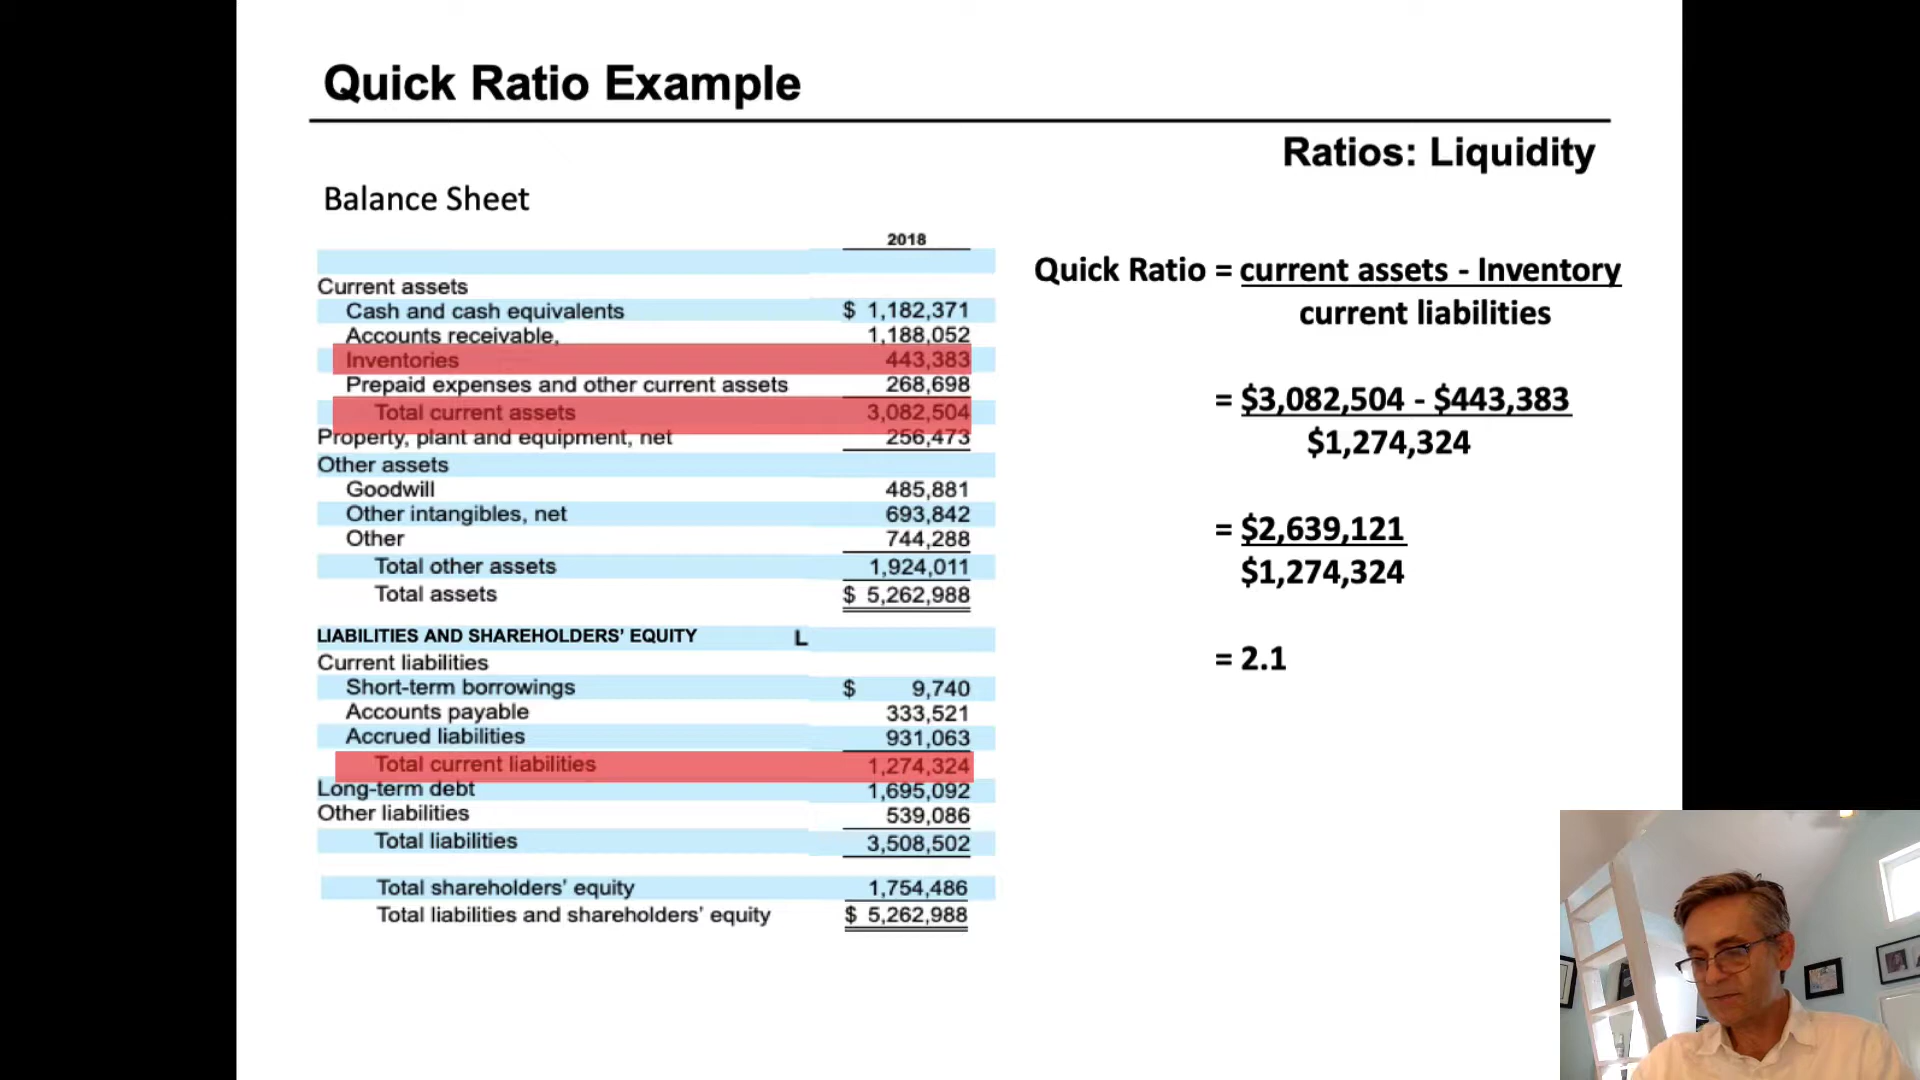 Quick Ratio Example
Ratios: Liquidity
Balance Sheet
2018
Current assets
Cash and cash equivalents $ 1,182,371
Accounts receivable, 1,188,052
Inventories 443,383
Prepaid expenses and other current assets 268,698
Total current assets 3,082,504
Property, plant and equipment, net 256,473
Other assets
Goodwill 485,881
Other intangibles, net 693,842
Other 744,288
Total other assets 1,924,011
Total assets $ 5,262,988
LIABILITIES AND SHAREHOLDERS' EQUITY L
Current liabilities
Short-term borrowings $ 9,740
Accounts payable 333,521
Accrued liabilities 931,063
Total current liabilities 1,274,324
Long-term debt 1,695,092
Other liabilities 539,086
Total liabilities 3,508,502
Total shareholders' equity 1,754,486
Total liabilities and shareholders' equity $ 5,262,988
Quick Ratio = current assets - Inventory
current liabilities
= $3,082,504 - $443,383
$1,274,324
= $2,639,121
$1,274,324
= 2.1